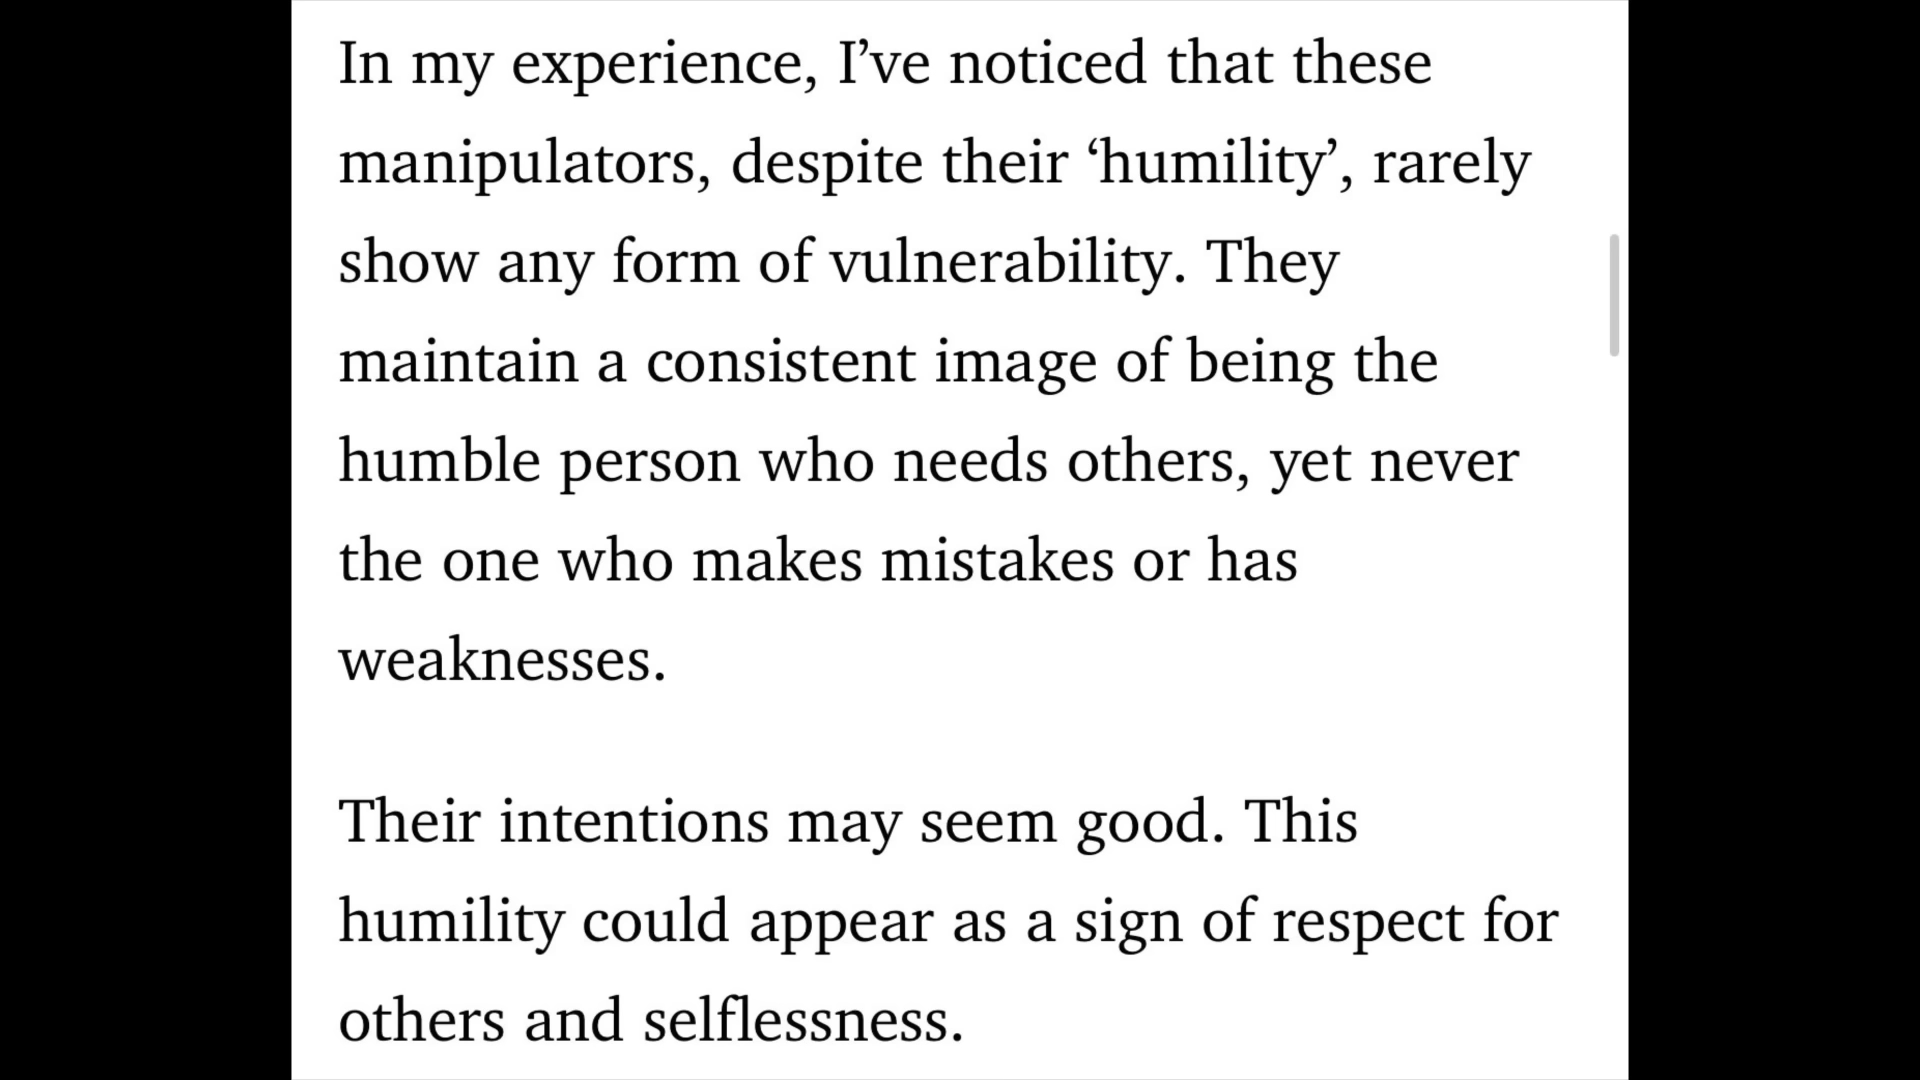 In my experience, I’ve noticed that these
manipulators, despite their ‘humility’, rarely
show any form of vulnerability. They
maintain a consistent image of being the
humble person who needs others, yet never
the one who makes mistakes or has
weaknesses.
Their intentions may seem good. This
humility could appear as a sign of respect for
others and selflessness.